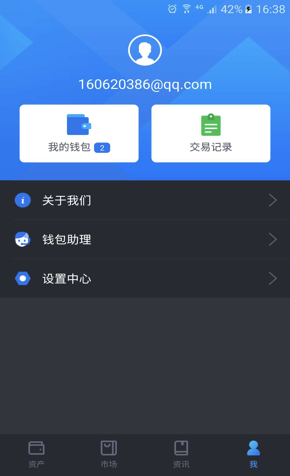 4G 42% 16:38
160620386@qq.com
我的钱包 2
交易记录
关于我们
钱包助理
设置中心
资产 市场 资讯 我